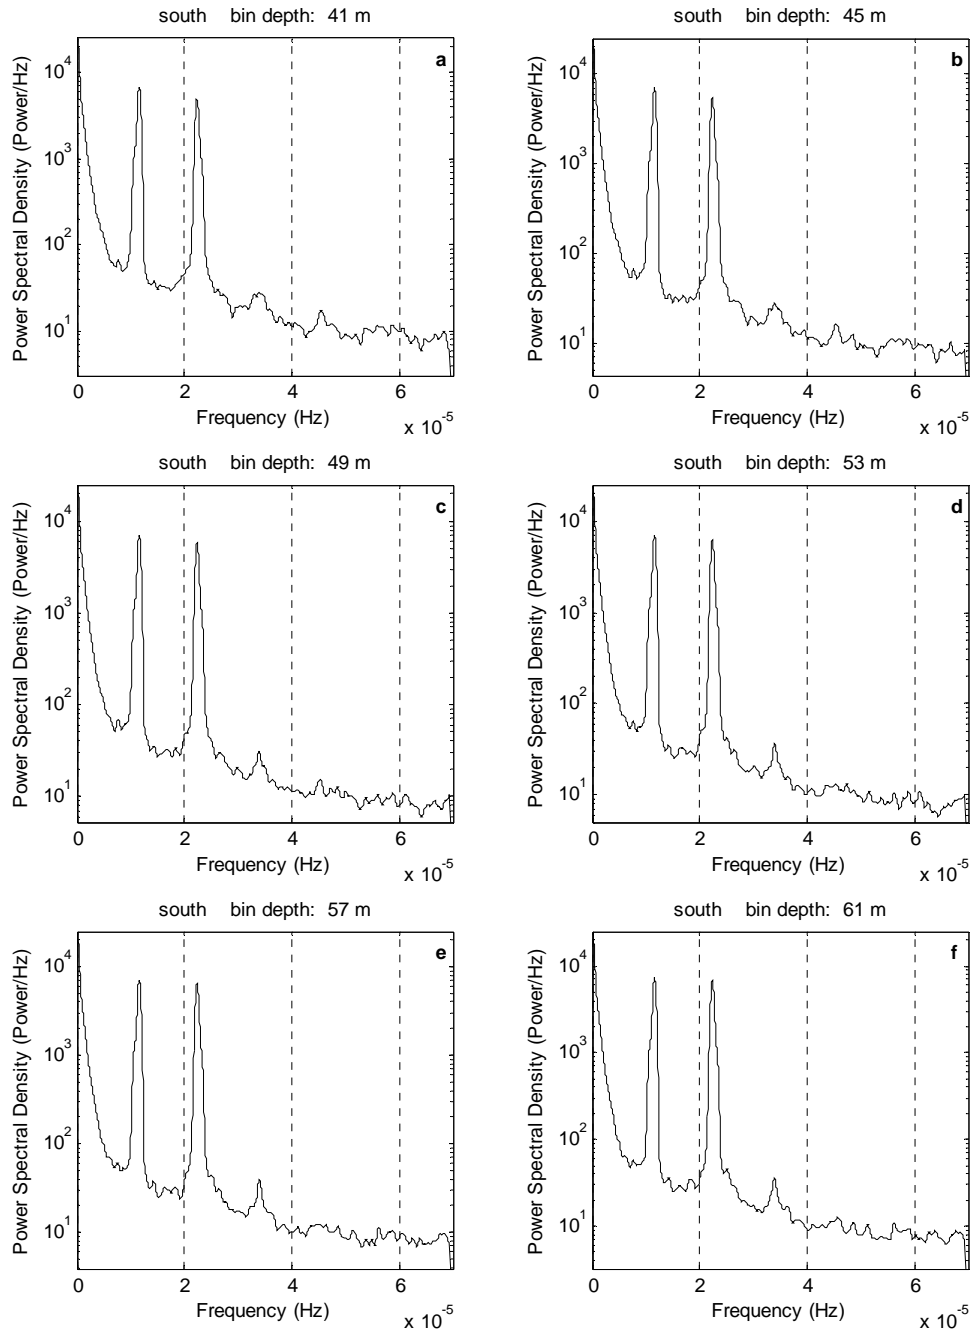 south bin depth: 41 m
a
Power Spectral Density (Power/Hz)
10^4
10^3
10^2
10^1
0 2 4 6
Frequency (Hz)
x 10^-5
south bin depth: 45 m
b
Power Spectral Density (Power/Hz)
10^4
10^3
10^2
10^1
0 2 4 6
Frequency (Hz)
x 10^-5
south bin depth: 49 m
c
Power Spectral Density (Power/Hz)
10^4
10^3
10^2
10^1
0 2 4 6
Frequency (Hz)
x 10^-5
south bin depth: 53 m
d
Power Spectral Density (Power/Hz)
10^4
10^3
10^2
10^1
0 2 4 6
Frequency (Hz)
x 10^-5
south bin depth: 57 m
e
Power Spectral Density (Power/Hz)
10^4
10^3
10^2
10^1
0 2 4 6
Frequency (Hz)
x 10^-5
south bin depth: 61 m
f
Power Spectral Density (Power/Hz)
10^4
10^3
10^2
10^1
0 2 4 6
Frequency (Hz)
x 10^-5